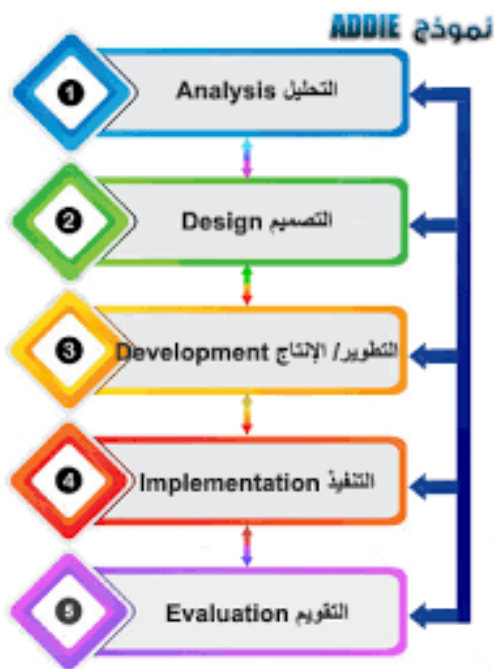 نموذج ADDIE
1
التحليل Analysis
2
التصميم Design
3
التطوير/ الإنتاج Development
4
التنفيذ Implementation
5
التقويم Evaluation